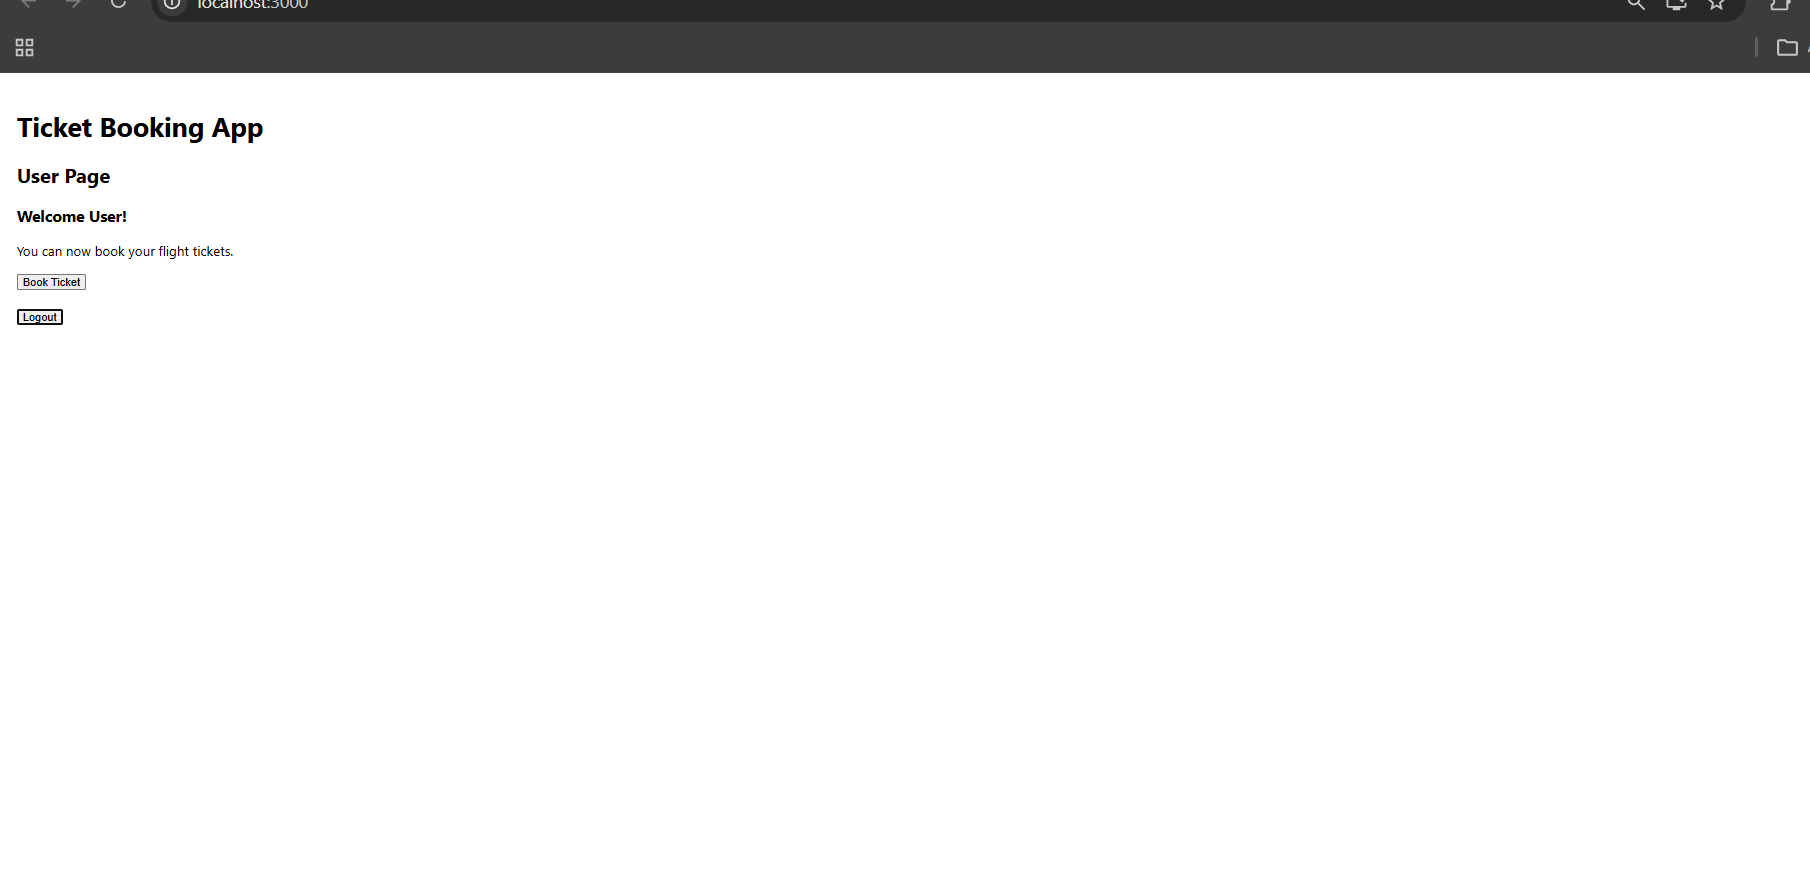 localhost:3000
Ticket Booking App
User Page
Welcome User!
You can now book your flight tickets.
Book Ticket
Logout